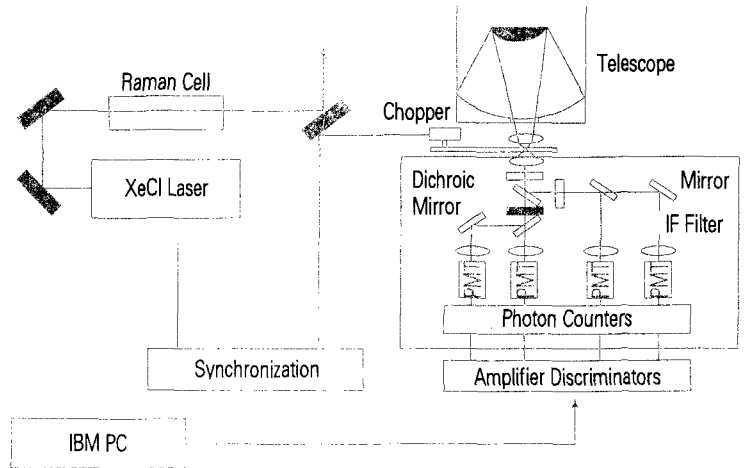 Raman Cell
Telescope
Chopper
XeCl Laser
Dichroic
Mirror
Mirror
IF Filter
PMT
PMT
PMT
PMT
Photon Counters
Synchronization
Amplifier Discriminators
IBM PC